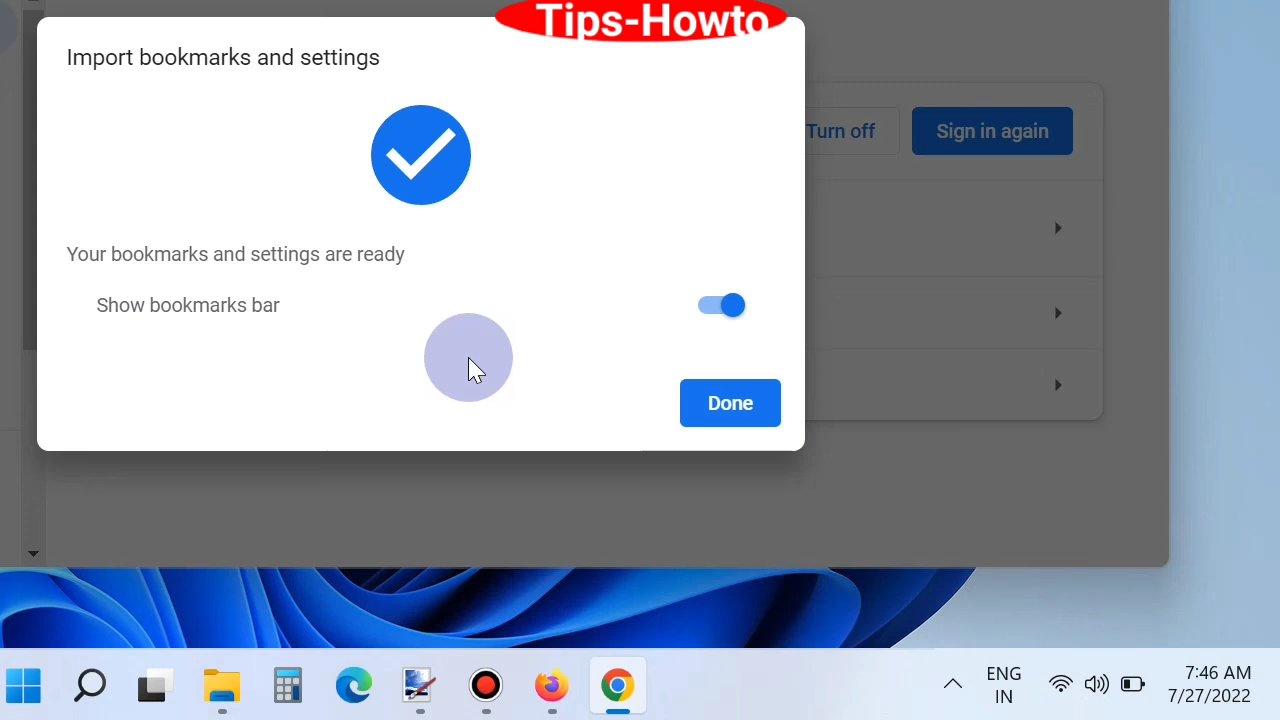 Tips-Howto
Import bookmarks and settings
Turn off
Sign in again
Your bookmarks and settings are ready
Show bookmarks bar
Done
ENG
IN
7:46 AM
7/27/2022